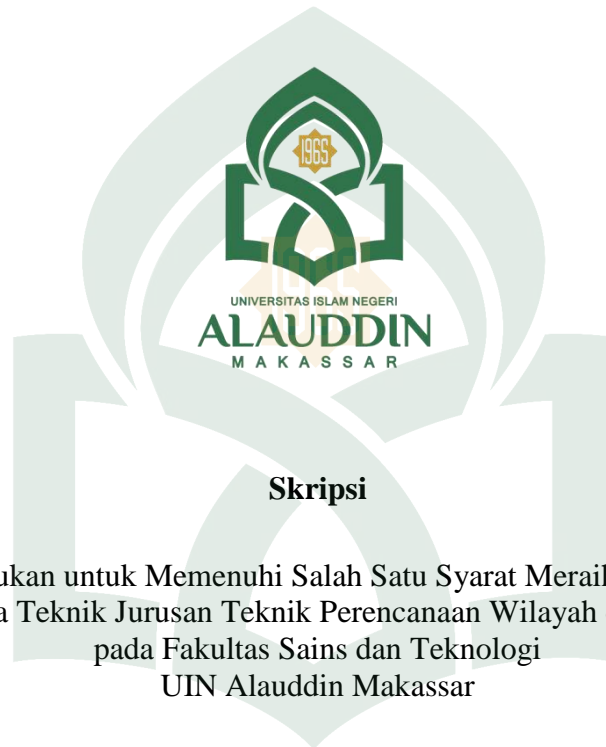 1965
UNIVERSITAS ISLAM NEGERI
ALAUDDIN
MAKASSAR
Skripsi
ukan untuk Memenuhi Salah Satu Syarat Meraih
a Teknik Jurusan Teknik Perencanaan Wilayah
pada Fakultas Sains dan Teknologi
UIN Alauddin Makassar